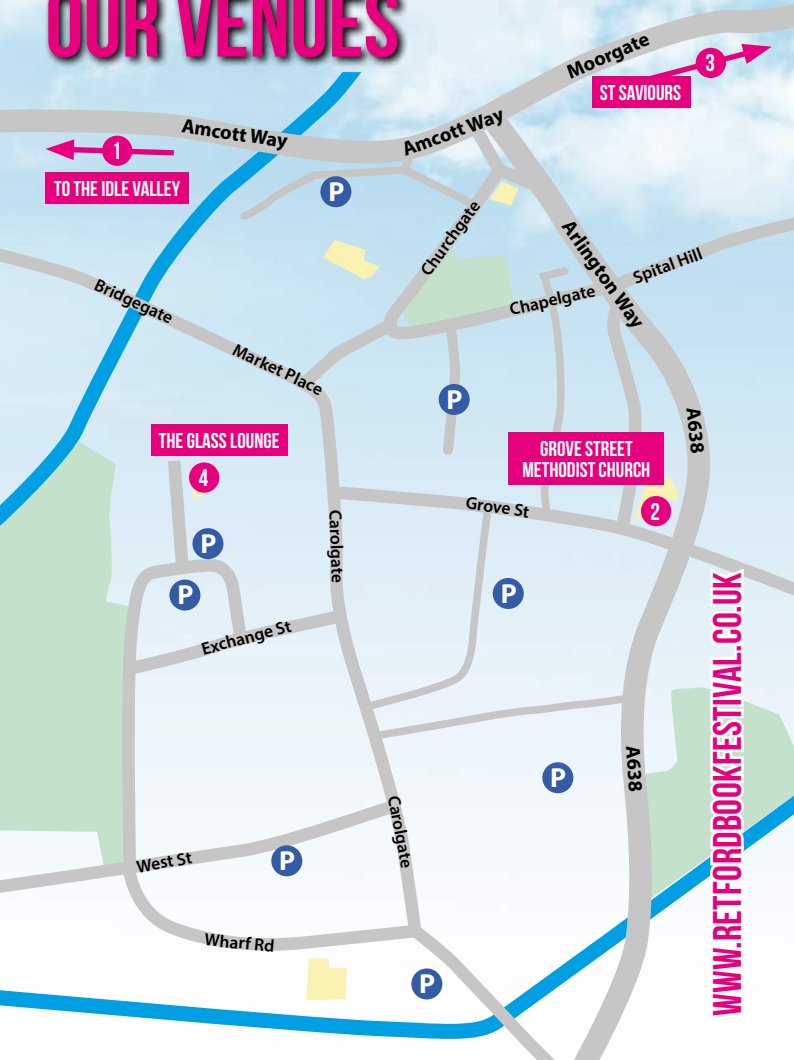 OUR VENUES
Moorgate
3
ST SAVIOURS
Amcott Way
Amcott Way
1
TO THE IDLE VALLEY
P
Churchgate
Arlington Way
Spital Hill
Chapelgate
Bridgegate
Market Place
P
A638
THE GLASS LOUNGE
4
GROVE STREET
METHODIST CHURCH
2
Grove St
Carolgate
P
P
P
Exchange St
WWW.RETFORDBOOKFESTIVAL.CO.UK
A638
P
Carolgate
West St
P
Wharf Rd
P